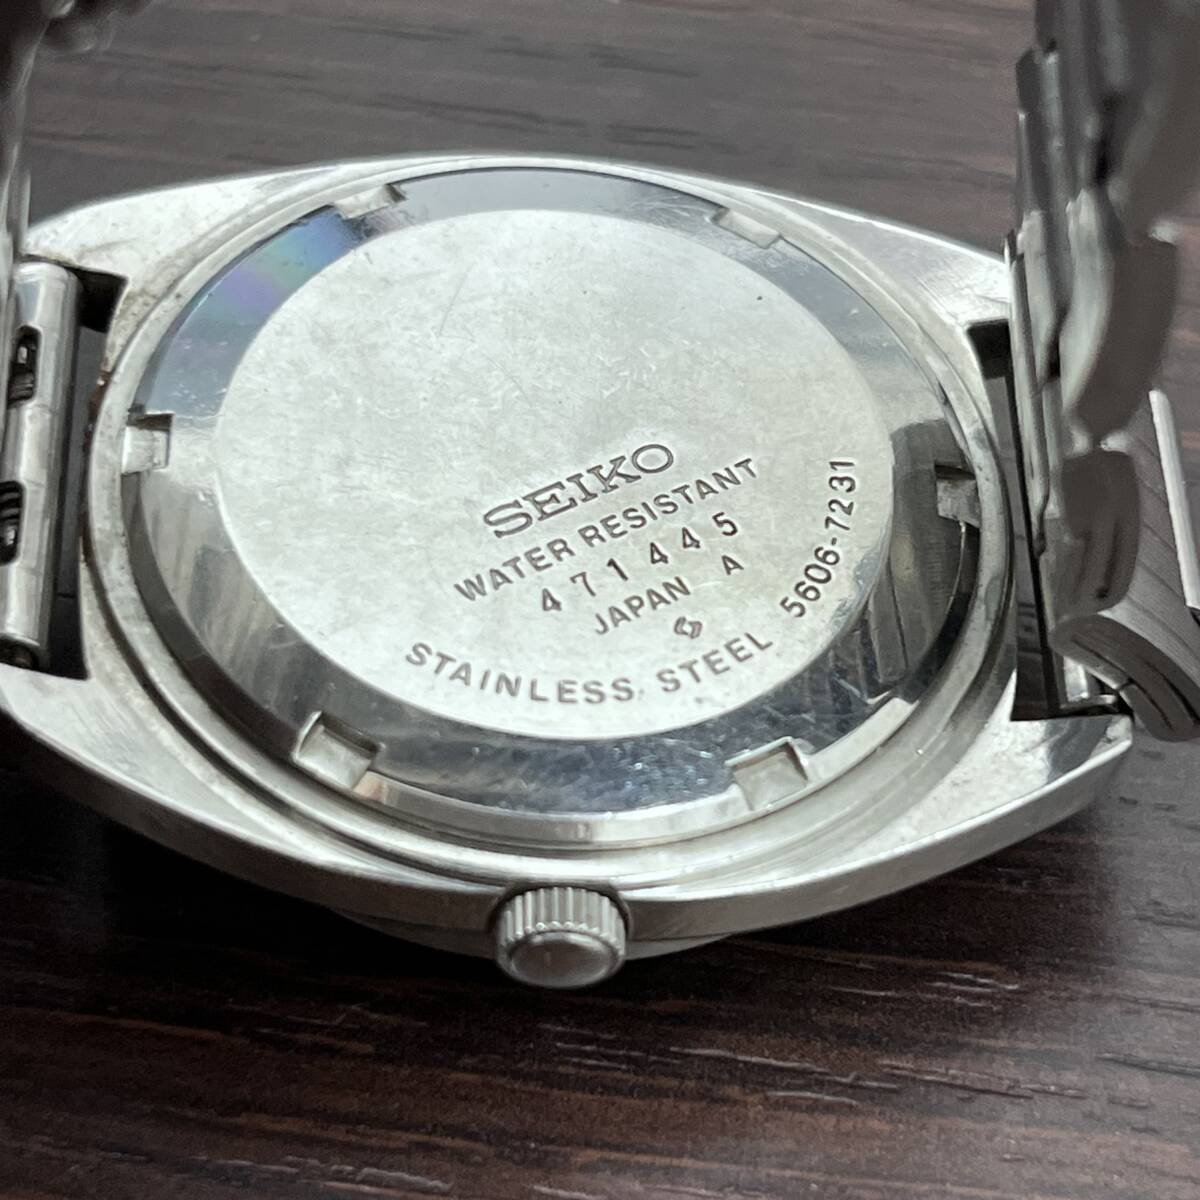 SEIKO
WATER RESISTANT
471445
JAPAN A
STAINLESS STEEL 5606-7231